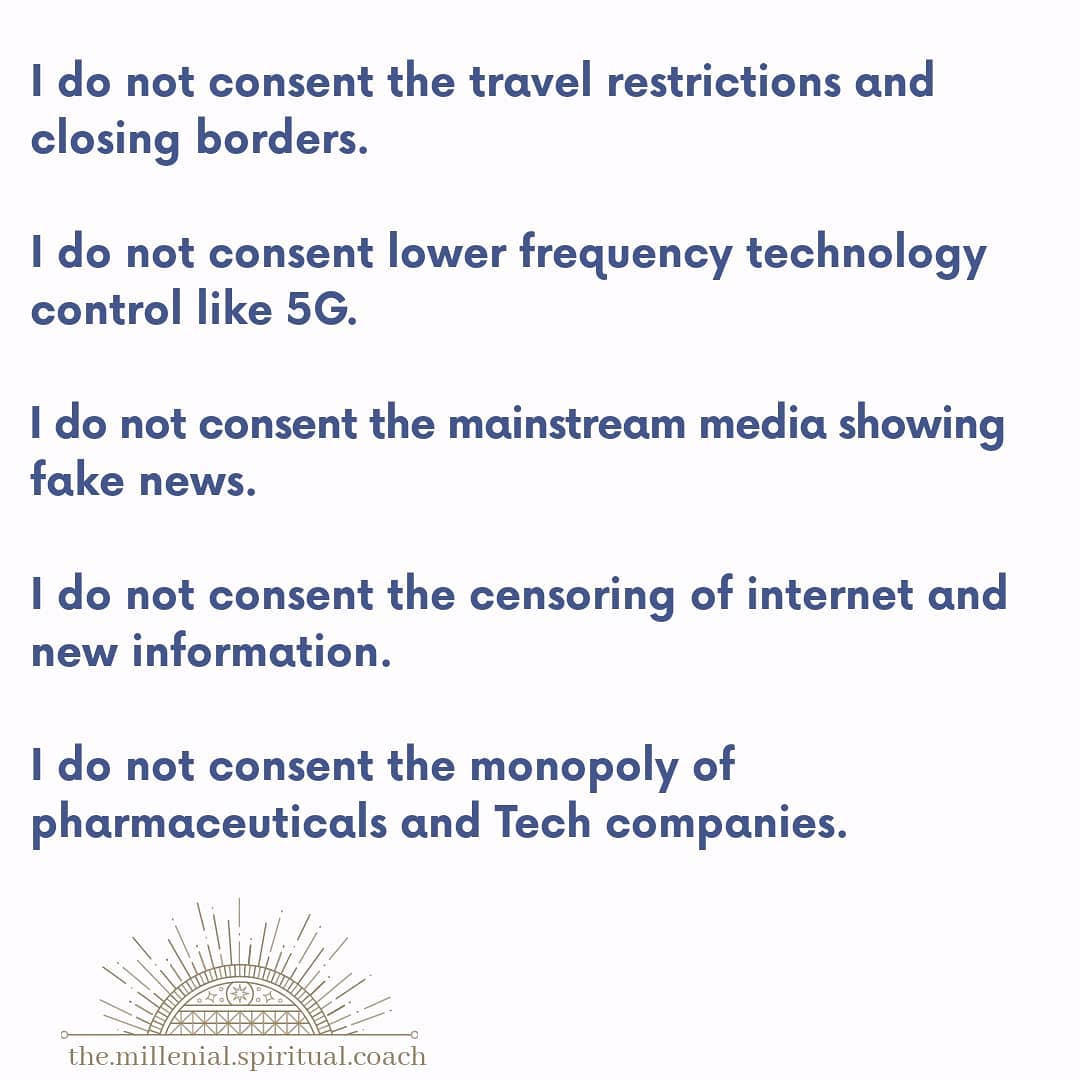 I do not consent the travel restrictions and
closing borders.
I do not consent lower frequency technology
control like 5G.
I do not consent the mainstream media showing
fake news.
I do not consent the censoring of internet and
new information.
I do not consent the monopoly of
pharmaceuticals and Tech companies.
the.millenial.spiritual.coach